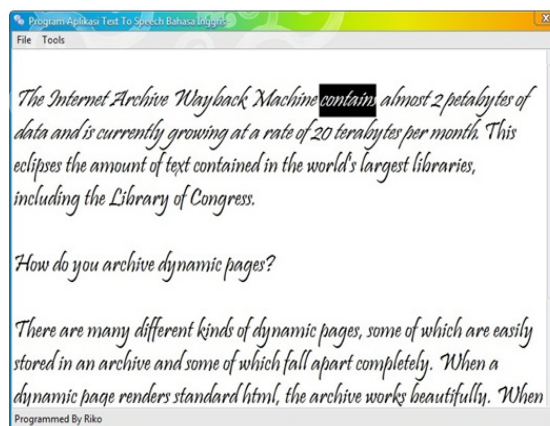 Program Aplikasi Text To Speech Bahasa Inggris
File Tools
The Internet Archive Wayback Machine contains almost 2 petabytes of
data and is currently growing at a rate of 20 terabytes per month. This
eclipses the amount of text contained in the world's largest libraries,
including the Library of Congress.
How do you archive dynamic pages?
There are many different kinds of dynamic pages, some of which are easily
stored in an archive and some of which fall apart completely. When a
dynamic page renders standard html, the archive works beautifully. When
Programmed By Riko